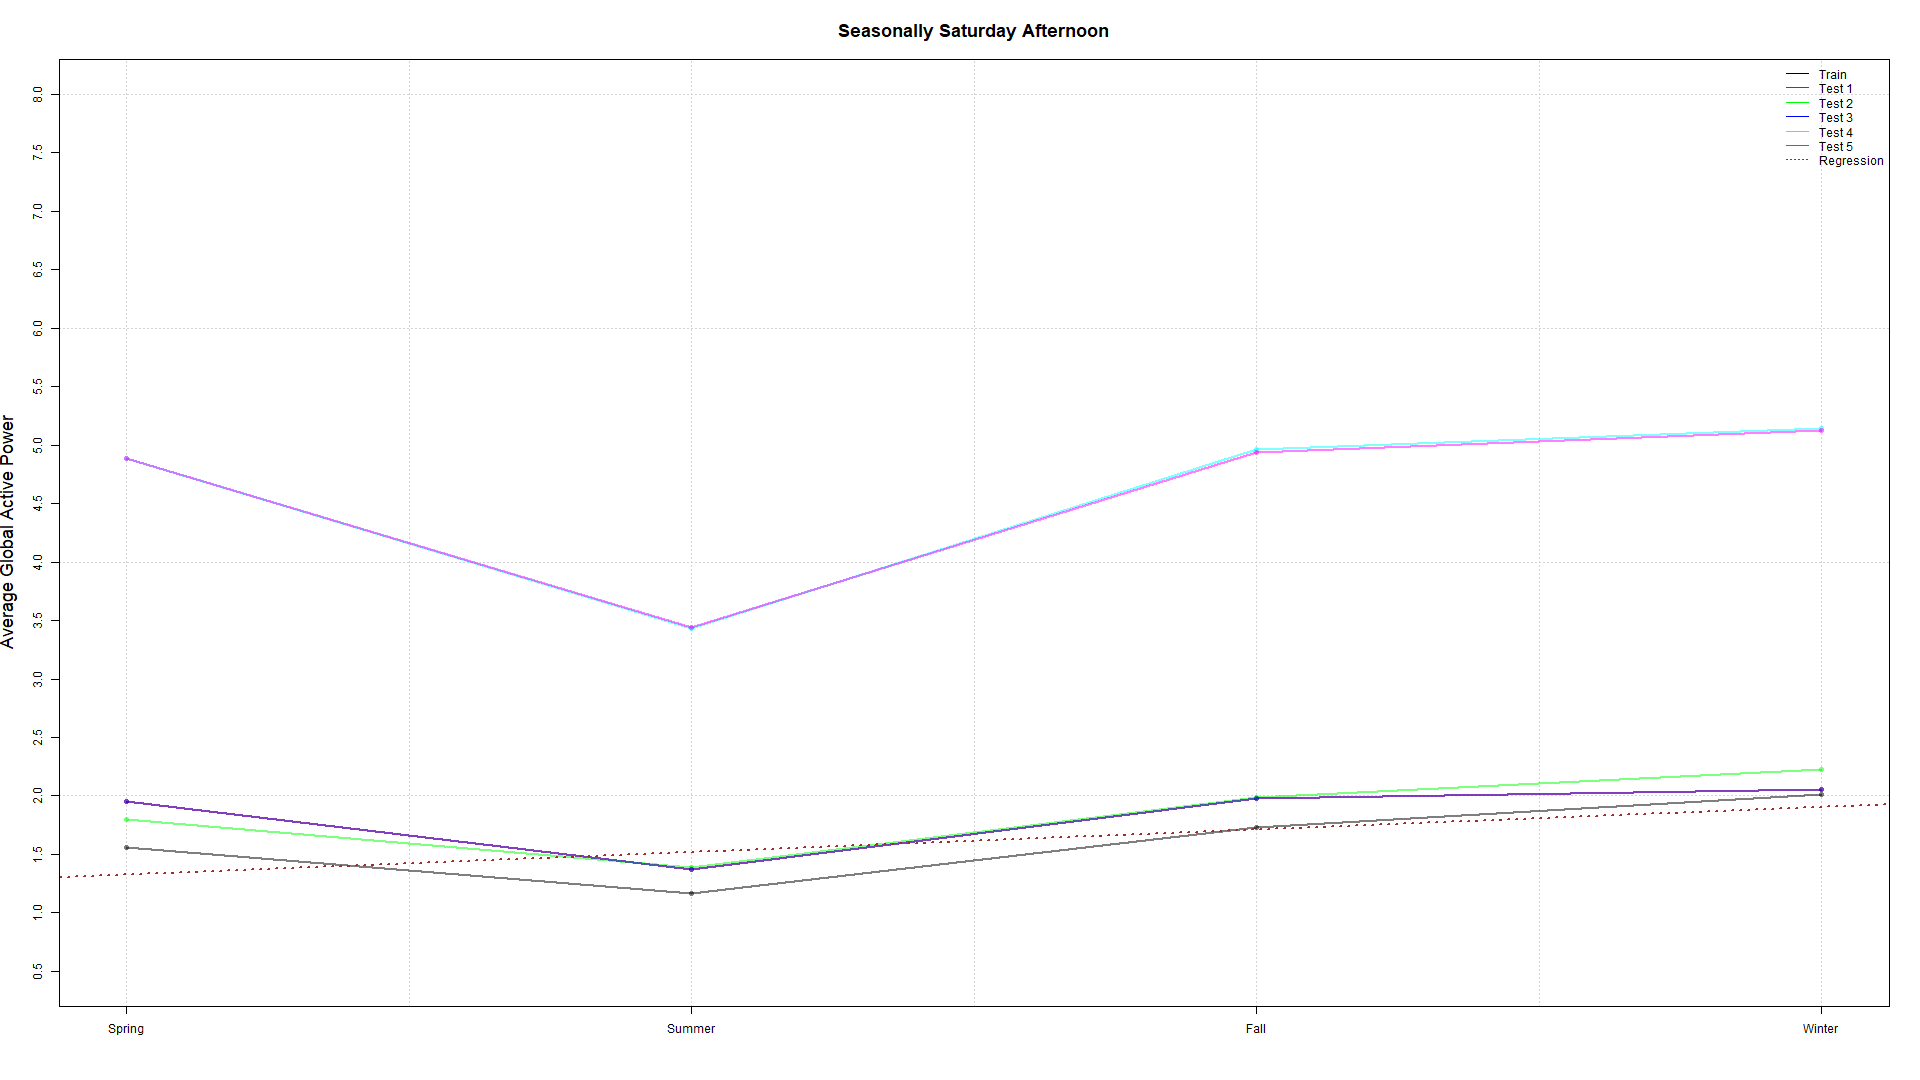 Seasonally Saturday Afternoon
Train
Test 1
Test 2
Test 3
Test 4
Test 5
Regression
Average Global Active Power
8.0
7.5
7.0
6.5
6.0
5.5
5.0
4.5
4.0
3.5
3.0
2.5
2.0
1.5
1.0
0.5
Spring Summer Fall Winter